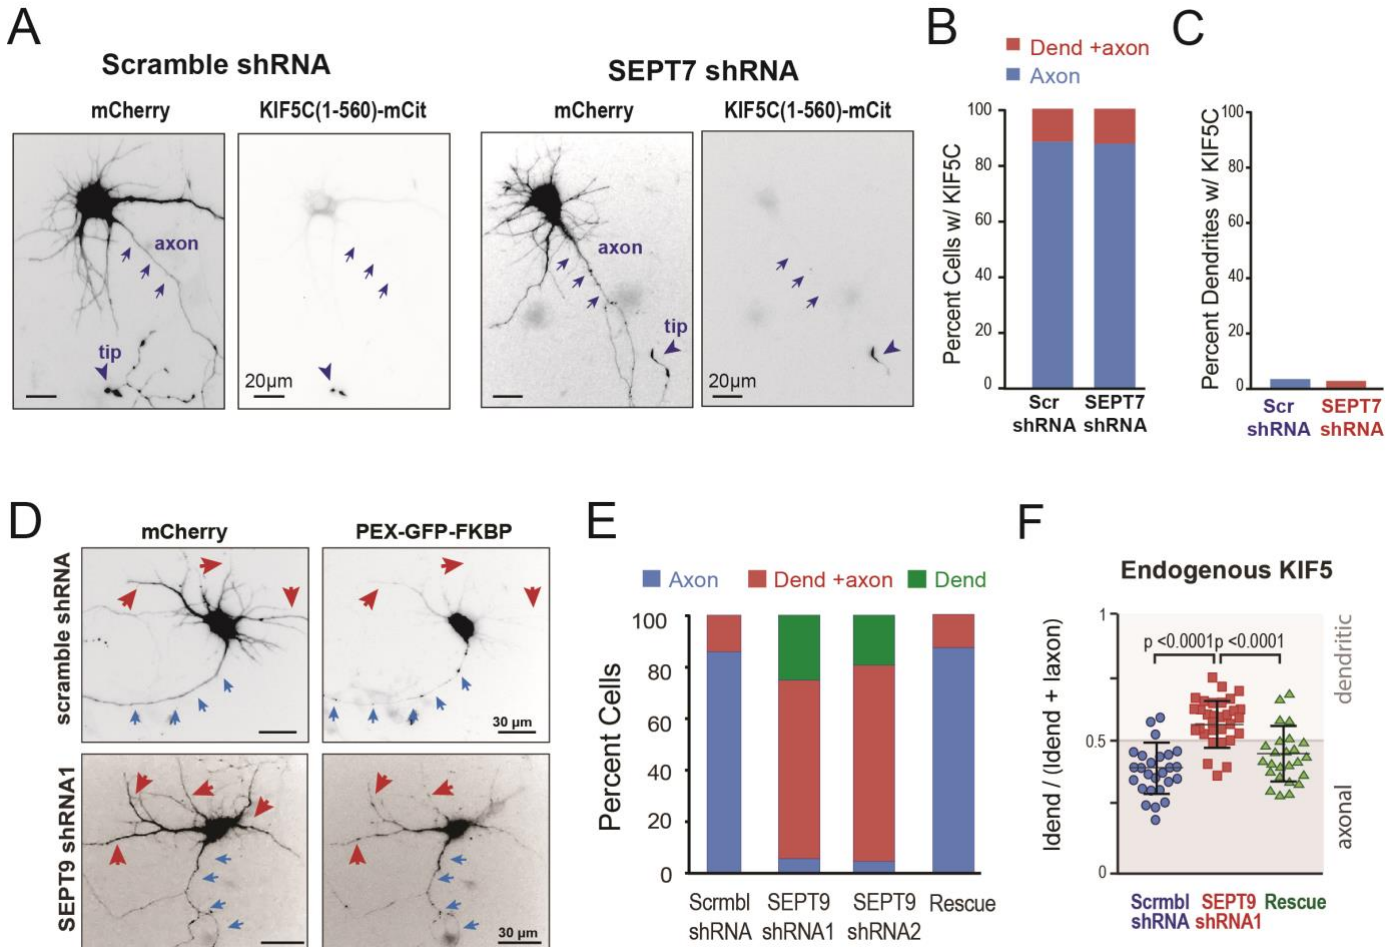 A
Scramble shRNA
mCherry
KIF5C(1-560)-mCit
axon
tip
20µm
SEPT7 shRNA
mCherry
KIF5C(1-560)-mCit
axon
tip
20µm
B
Dend +axon
Axon
Percent Cells w/ KIF5C
100
80
60
40
20
0
Scr
shRNA
SEPT7
shRNA
C
Percent Dendrites w/ KIF5C
100
80
60
40
20
0
Scr
shRNA
SEPT7
shRNA
D
mCherry
PEX-GFP-FKBP
scramble shRNA
30 µm
SEPT9 shRNA1
30 µm
E
Axon
Dend +axon
Dend
Percent Cells
100
80
60
40
20
0
Scrmbl
shRNA
SEPT9
shRNA1
SEPT9
shRNA2
Rescue
F
Endogenous KIF5
Idend / (Idend + Iaxon)
1
0.5
0
p <0.0001
p <0.0001
dendritic
axonal
Scrmbl
shRNA
SEPT9
shRNA1
Rescue